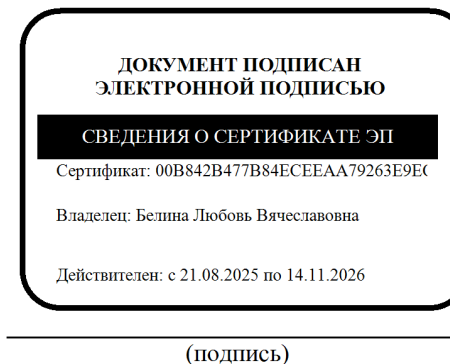 ДОКУМЕНТ ПОДПИСАН
ЭЛЕКТРОННОЙ ПОДПИСЬЮ
СВЕДЕНИЯ О СЕРТИФИКАТЕ ЭП
Сертификат: 00B842B477B84ECEEAA79263E9E
Владелец: Белина Любовь Вячеславовна
Действителен: с 21.08.2025 по 14.11.2026
(подпись)